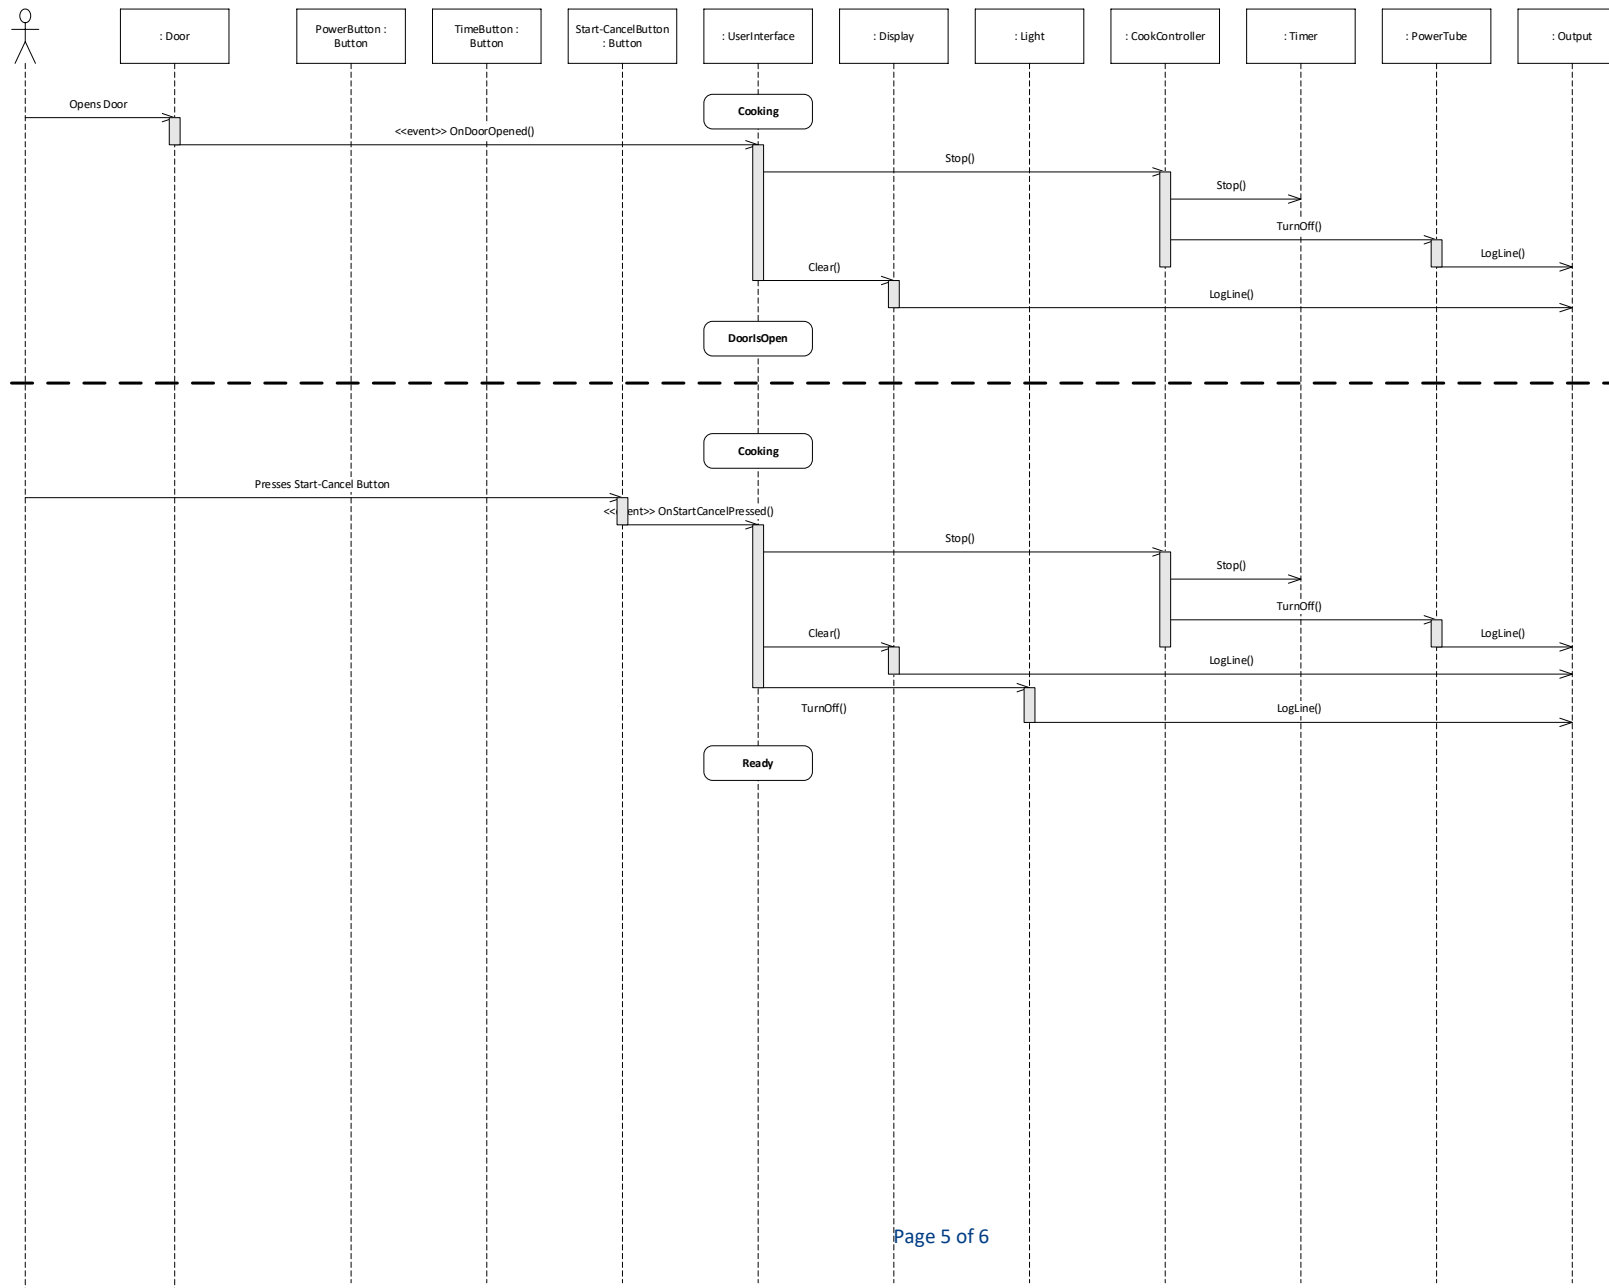 : Door
PowerButton :
Button
TimeButton :
Button
Start-CancelButton
: Button
: UserInterface
: Display
: Light
: CookController
: Timer
: PowerTube
: Output
Opens Door
Cooking
<<event>> OnDoorOpened()
Stop()
Stop()
TurnOff()
LogLine()
Clear()
LogLine()
DoorIsOpen
Cooking
Presses Start-Cancel Button
<<event>> OnStartCancelPressed()
Stop()
Stop()
TurnOff()
Clear()
LogLine()
LogLine()
TurnOff()
LogLine()
Ready
Page 5 of 6